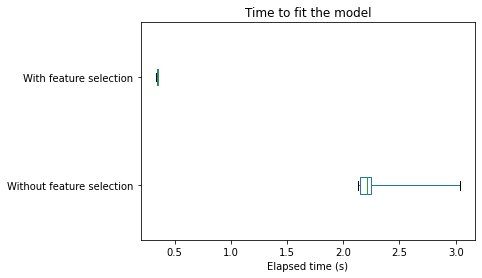 Time to fit the model
With feature selection
Without feature selection
0.5 1.0 1.5 2.0 2.5 3.0
Elapsed time (s)